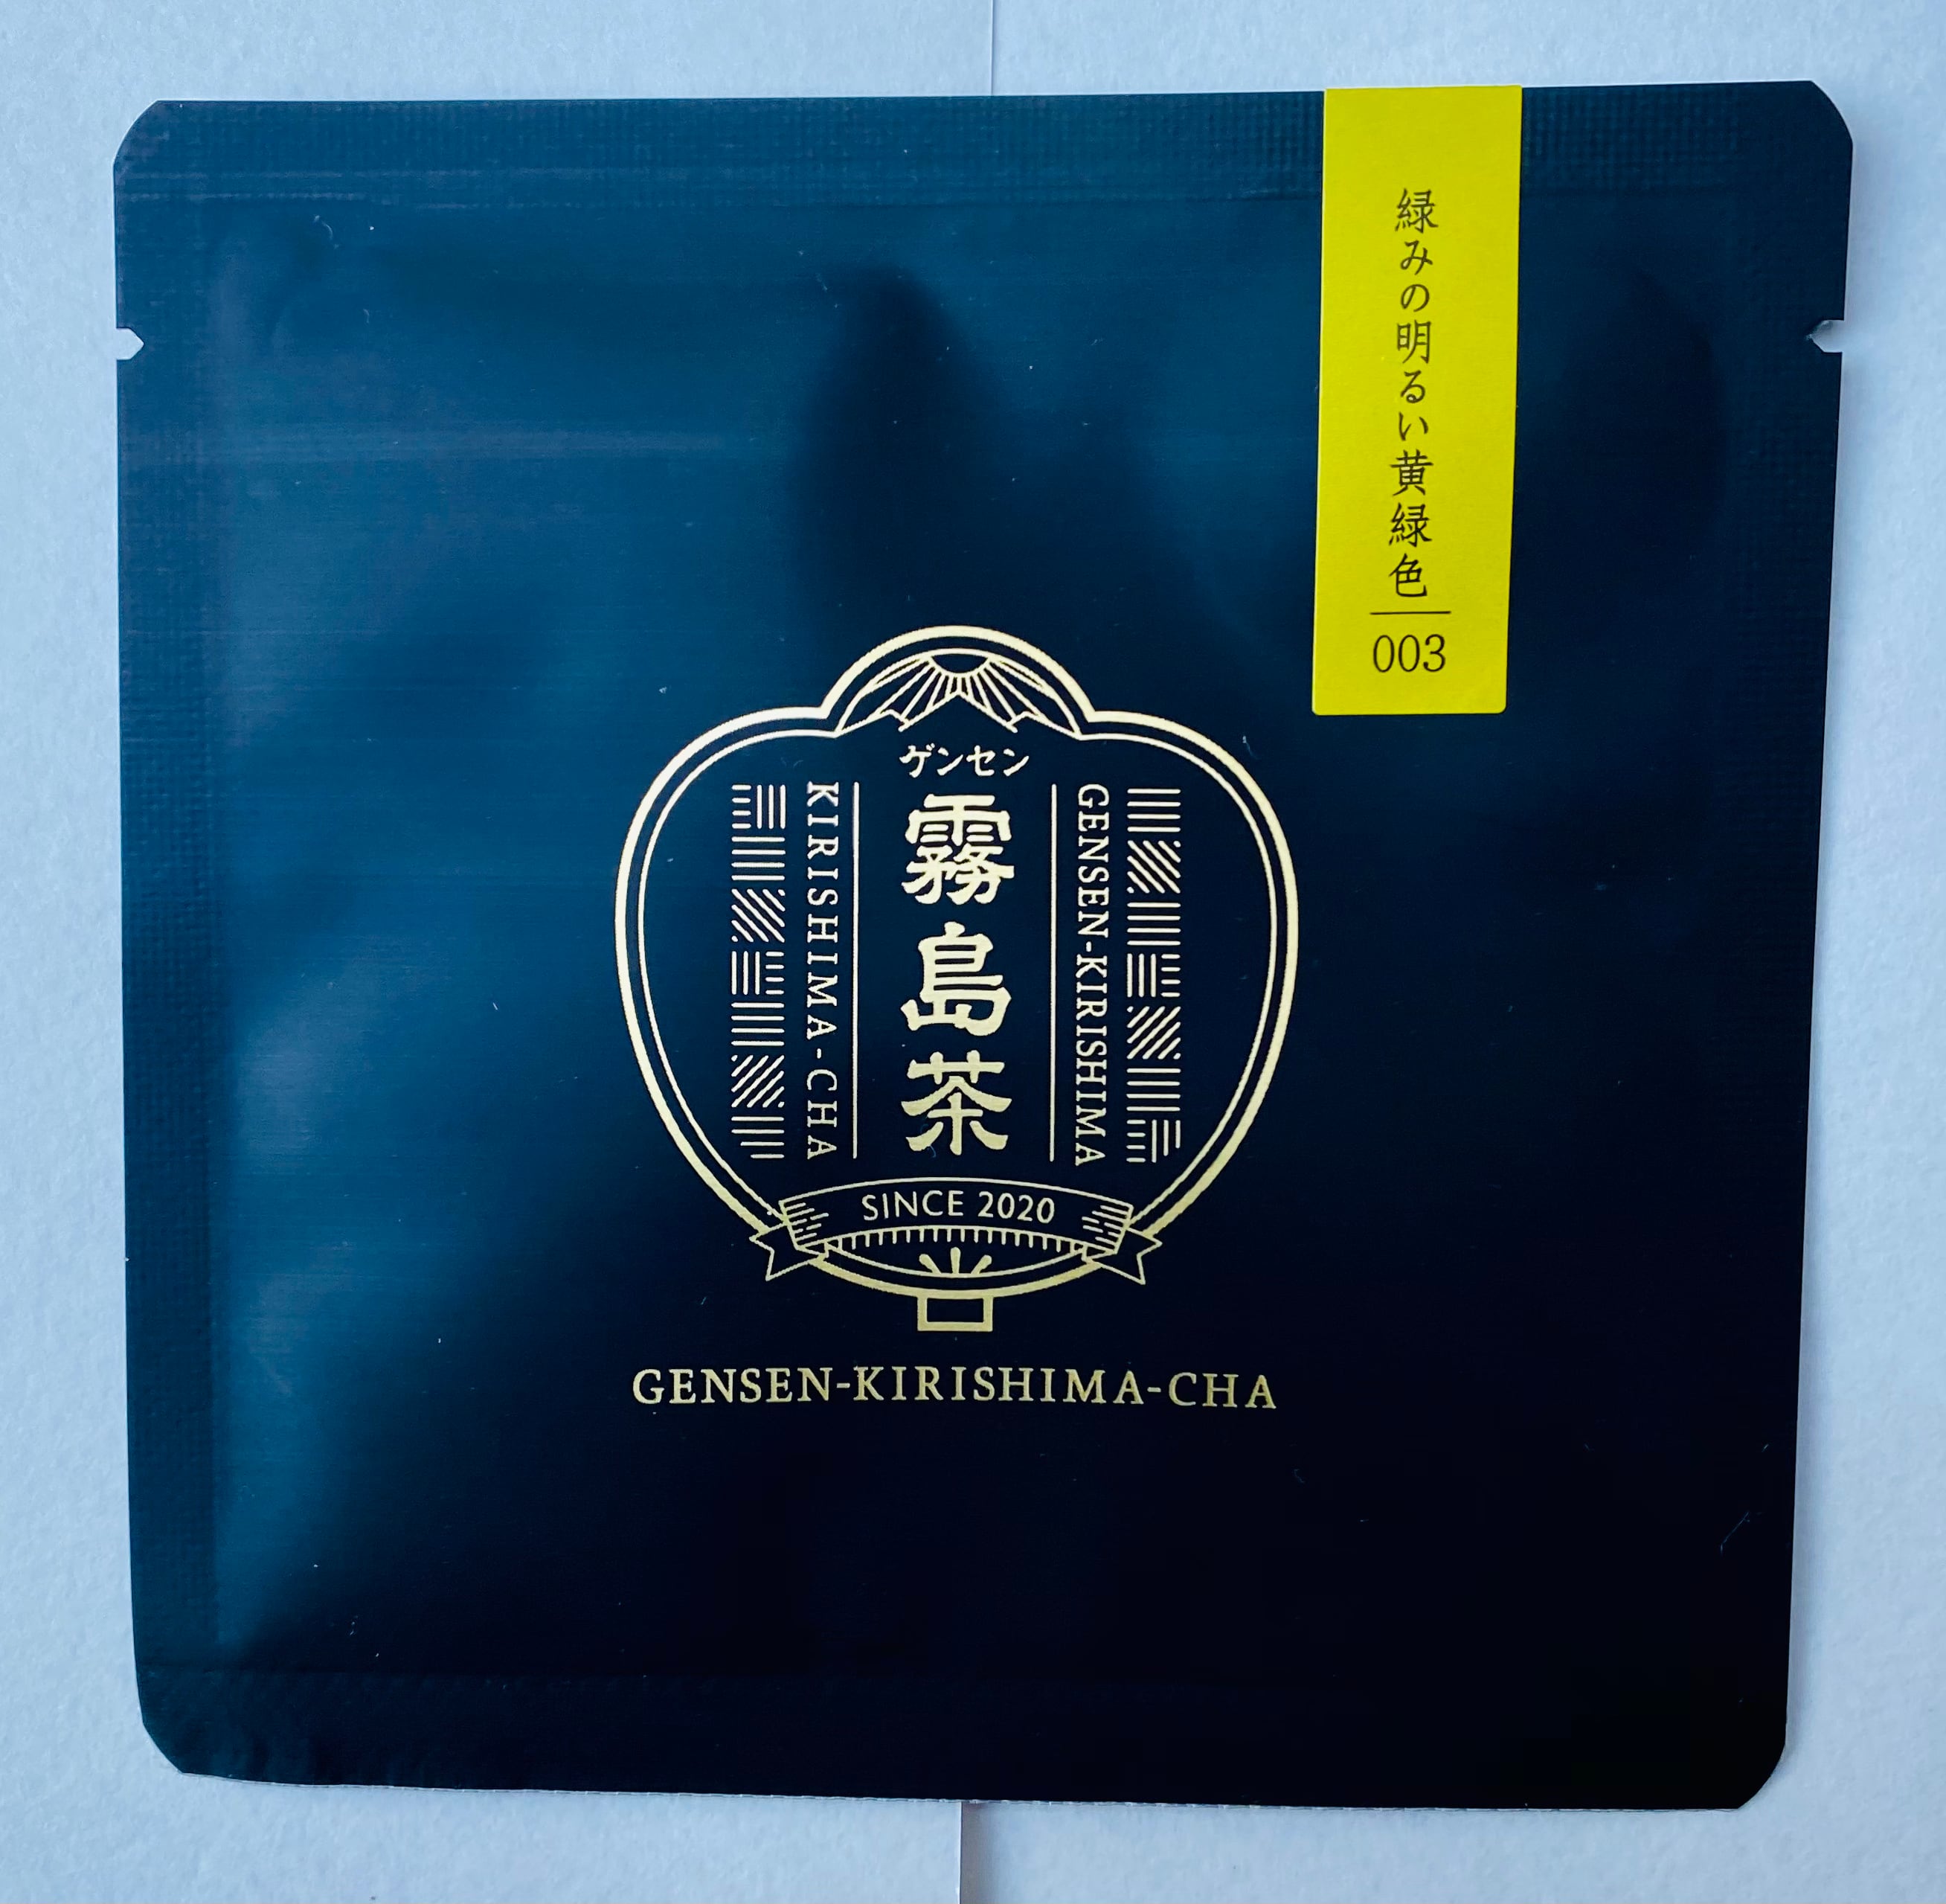 緑みの明るい黄緑色
003
ゲンセン
霧島茶
GENSEN-KIRISHIMA
KIRISHIMA-CHA
SINCE 2020
GENSEN-KIRISHIMA-CHA